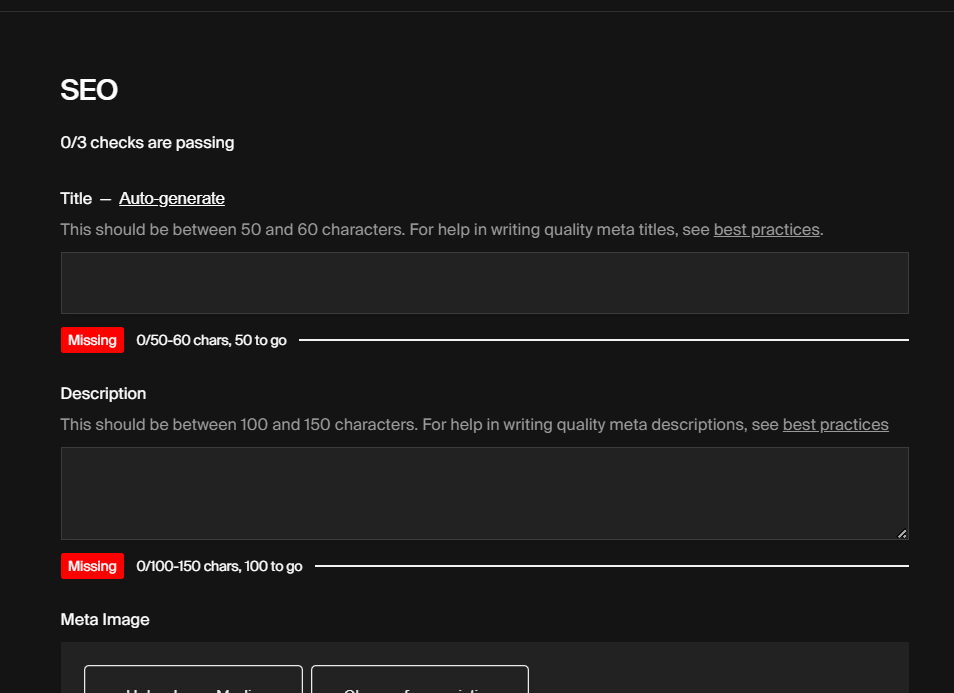 SEO
0/3 checks are passing
Title — Auto-generate
This should be between 50 and 60 characters. For help in writing quality meta titles, see best practices.
Missing 0/50-60 chars, 50 to go
Description
This should be between 100 and 150 characters. For help in writing quality meta descriptions, see best practices
Missing 0/100-150 chars, 100 to go
Meta Image